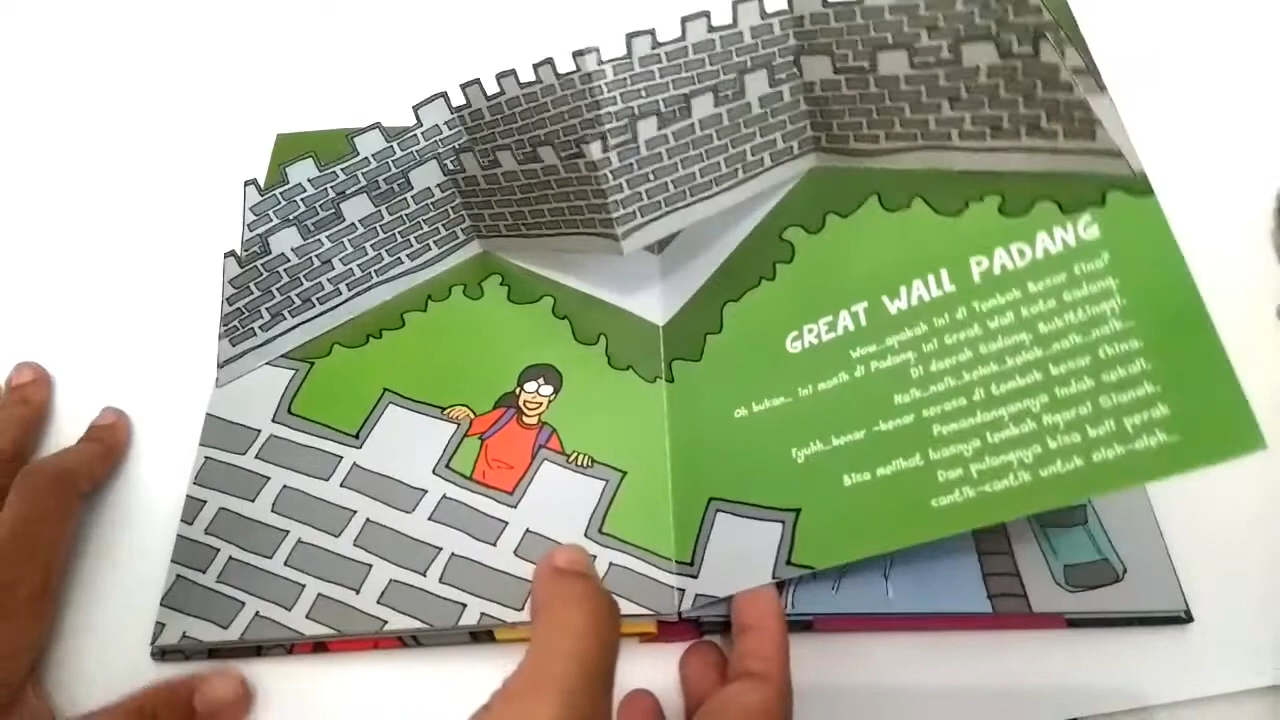 GREAT WALL PADANG
Wow...apakah ini di Tembok Besar Cina?
Oh bukan... ini masih di Padang. Ini Great Wall Koto Gadang.
Di daerah Gadang, Bukittinggi.
Naik...naik...kelok...kelok...naik...naik...
Fyuhh...benar -benar serasa di tembok besar China.
Pemandangannya indah sekali.
Bisa melihat luasnya lembah Ngarai Sianok.
Dan pulangnya bisa beli perak
cantik-cantik untuk oleh-oleh...